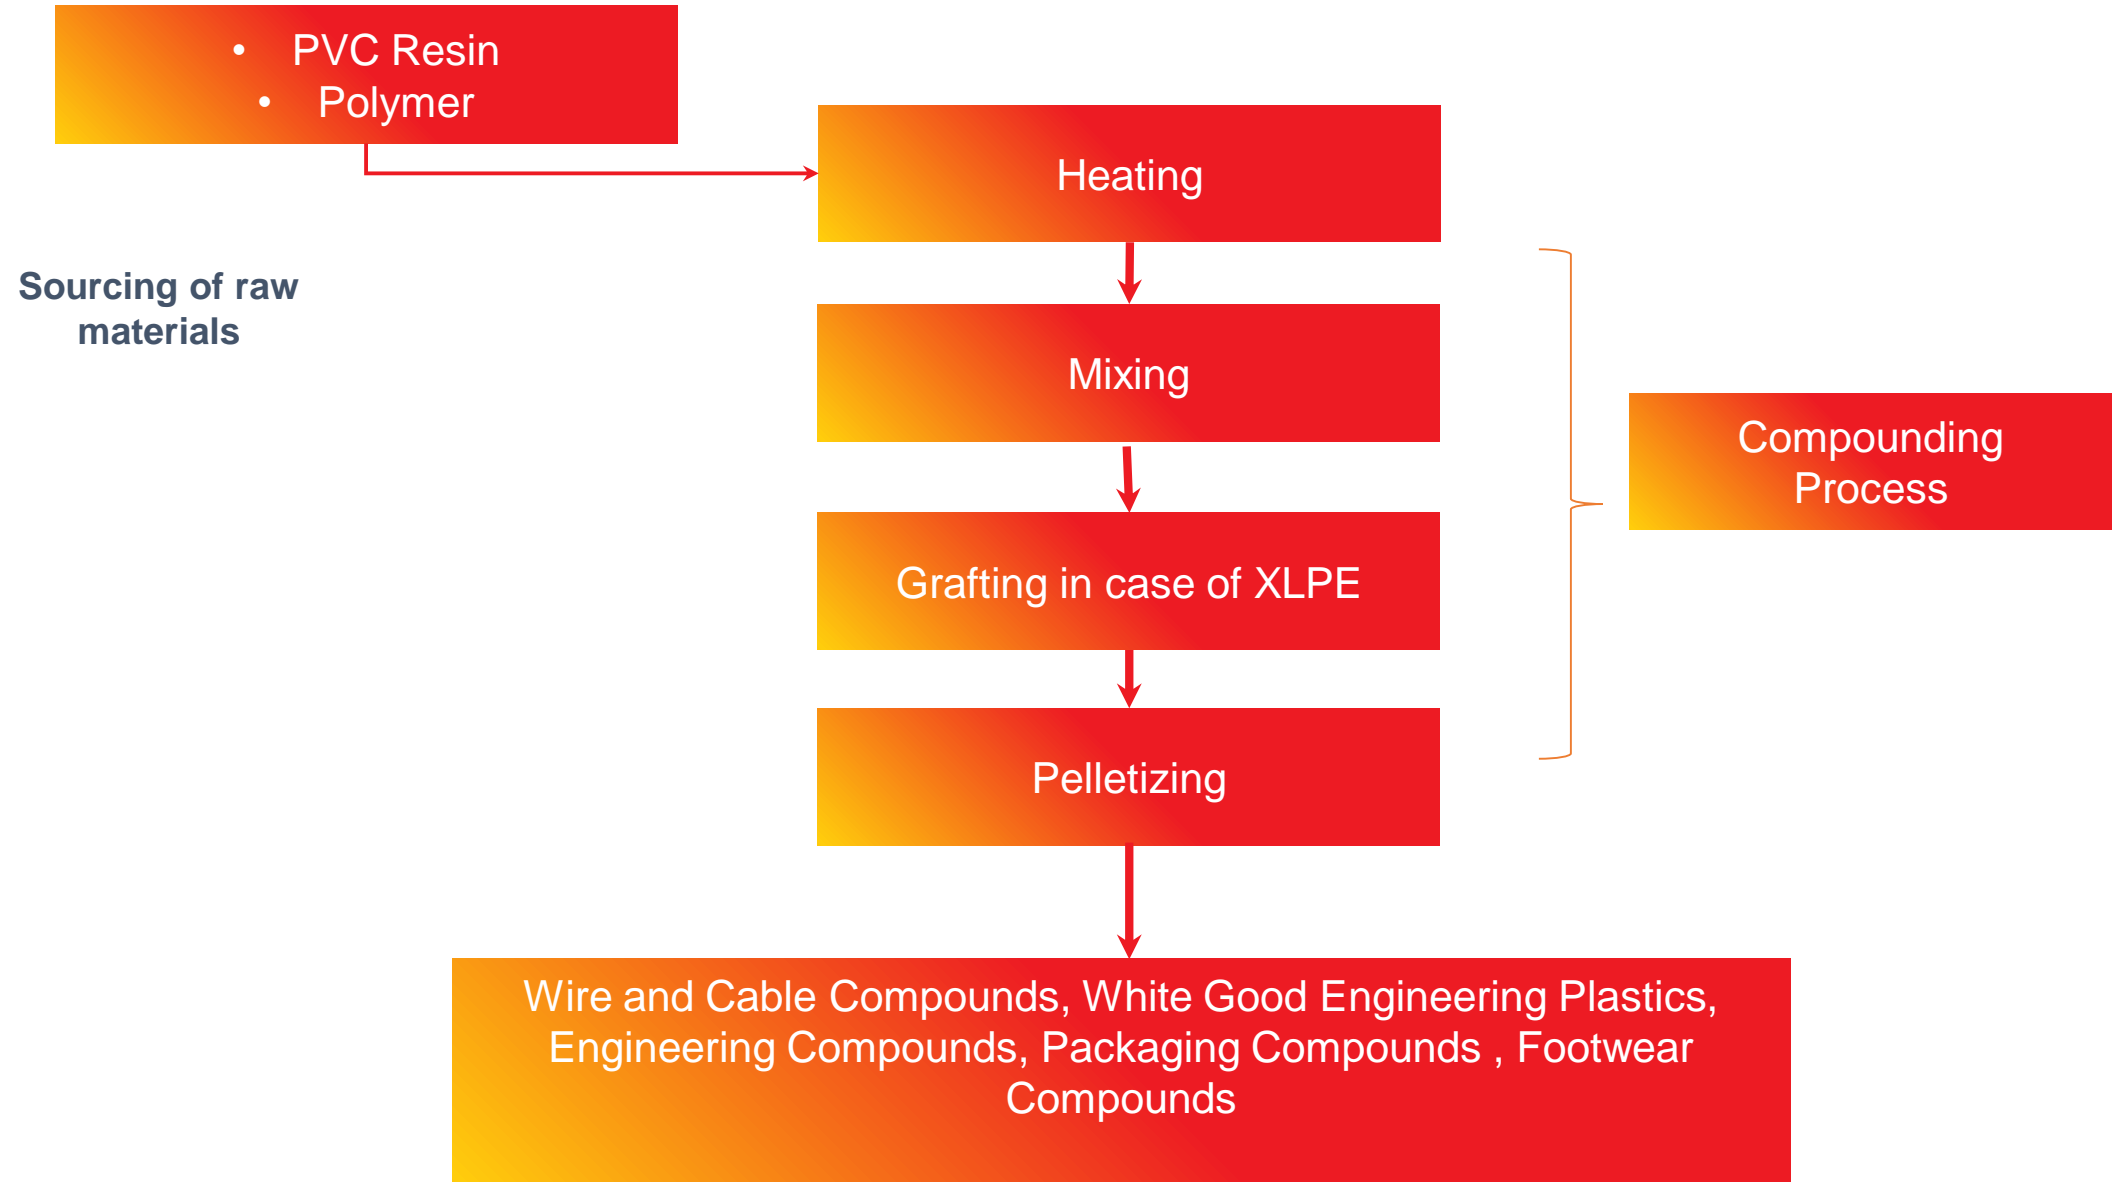 • PVC Resin
• Polymer
Heating
Sourcing of raw
materials
Mixing
Compounding
Process
Grafting in case of XLPE
Pelletizing
Wire and Cable Compounds, White Good Engineering Plastics,
Engineering Compounds, Packaging Compounds , Footwear
Compounds